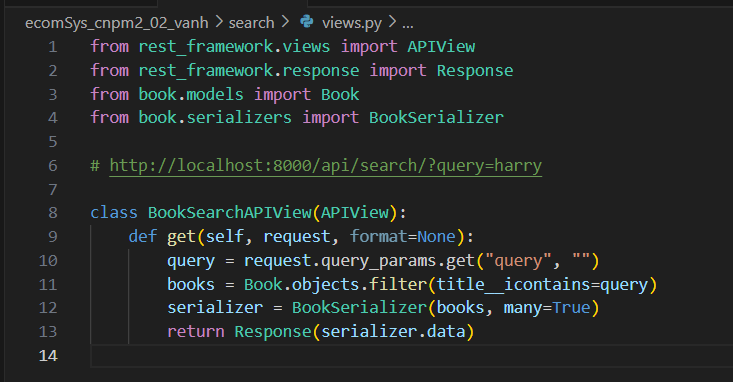 ecomSys_cnpm2_02_vanh > search > views.py > ...
1 from rest_framework.views import APIView
2 from rest_framework.response import Response
3 from book.models import Book
4 from book.serializers import BookSerializer
5
6 # http://localhost:8000/api/search/?query=harry
7
8 class BookSearchAPIView(APIView):
9     def get(self, request, format=None):
10         query = request.query_params.get("query", "")
11         books = Book.objects.filter(title__icontains=query)
12         serializer = BookSerializer(books, many=True)
13         return Response(serializer.data)
14